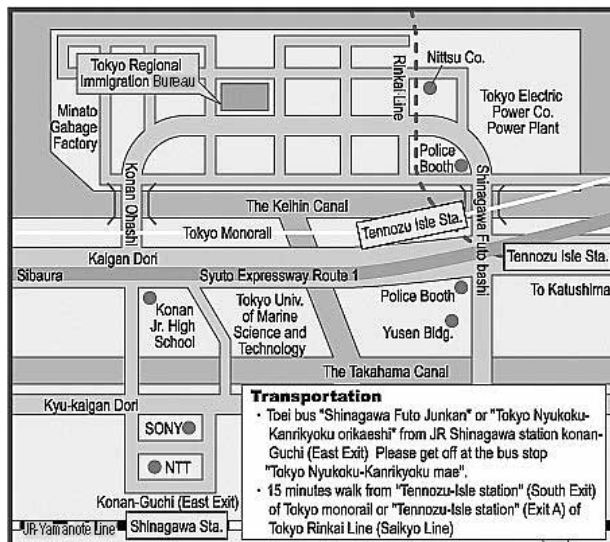 Tokyo Regional
Immigration Bureau
Rinkai Line
Nittsu Co.
Minato
Gabage
Factory
Tokyo Electric
Power Co.
Power Plant
Police
Booth
Konan Ohashi
Shinagawa Futo bashi
The Keihin Canal
Tokyo Monorail
Tennozu Isle Sta.
Kaigan Dori
Tennozu Isle Sta.
Sibaura
Syuto Expressway Route 1
To Katushima
Konan
Jr. High
School
Tokyo Univ.
of Marine
Science and
Technology
Police Booth
Yusen Bldg.
The Takahama Canal
Kyu-kaigan Dori
SONY
NTT
Konan-Guchi (East Exit)
JR-Yamanote Line
Shinagawa Sta.
Transportation
· Toei bus "Shinagawa Futo Junkan" or "Tokyo Nyukoku-
Kanrikyoku orikaeshi" from JR Shinagawa station konan-
Guchi (East Exit) Please get off at the bus stop
"Tokyo Nyukoku-Kanrikyoku mae".
· 15 minutes walk from "Tennozu-Isle station" (South Exit)
of Tokyo monorail or "Tennozu-Isle station" (Exit A) of
Tokyo Rinkai Line (Saikyo Line)